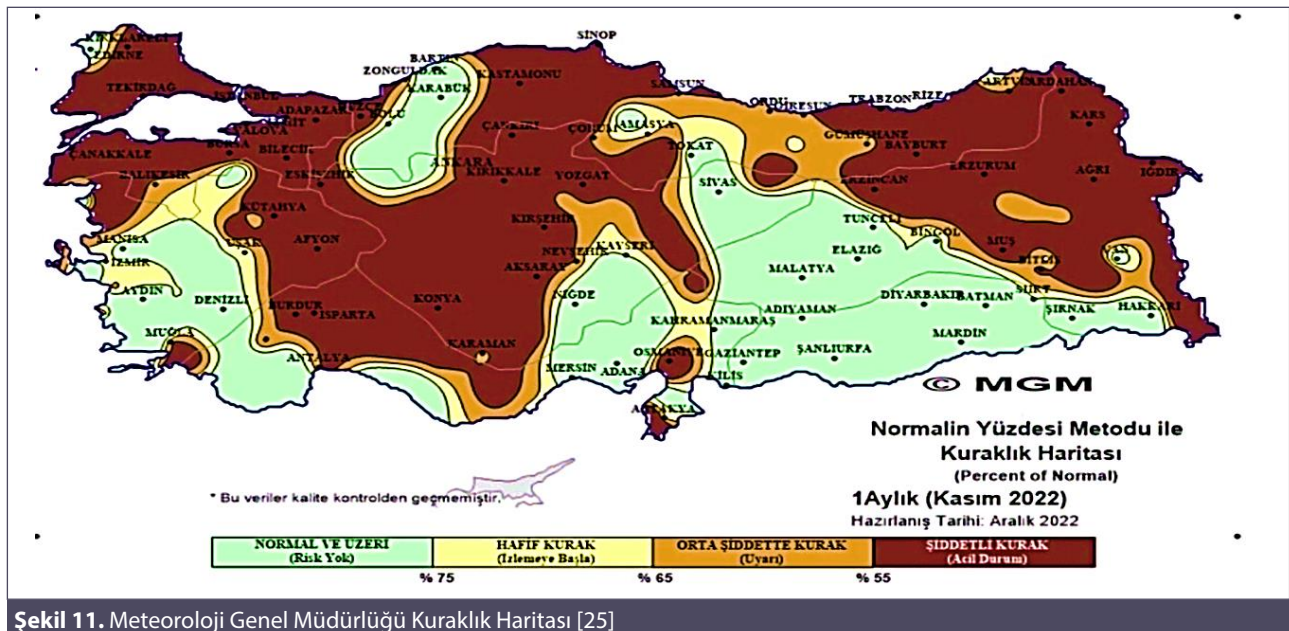 SİNOP
BARTIN
KIRKLARELİ
EDİRNE
ZONGULDAK
KASTAMONU
KARABÜK
SAMSUN
ARTVİN ARDAHAN
TEKİRDAĞ
İSTANBUL
ADAPAZARI
DÜZCE
BOLU
ORDU
GİRESUN
TRABZON
RİZE
KARS
YALOVA
ÇANKIRI
ÇORUM
AMASYA
TOKAT
GÜMÜŞHANE
BAYBURT
ÇANAKKALE
BURSA
BİLECİK
ANKARA
ERZURUM
AĞRI
IĞDIR
BALIKESİR
ESKİŞEHİR
KIRIKKALE
YOZGAT
SİVAS
ERZİNCAN
KÜTAHYA
KIRŞEHİR
TUNCELİ
BİNGÖL
MUŞ
MANİSA
UŞAK
AFYON
NEVŞEHİR
KAYSERİ
ELAZIĞ
BİTLİS
VAN
İZMİR
AKSARAY
MALATYA
AYDIN
DENİZLİ
BURDUR
ISPARTA
KONYA
NİĞDE
ADIYAMAN
DİYARBAKIR
BATMAN
SİİRT
ŞIRNAK
HAKKARİ
MUĞLA
KAHRAMANMARAŞ
MARDİN
ANTALYA
KARAMAN
MERSİN
ADANA
OSMANİYE
GAZİANTEP
ŞANLIURFA
KİLİS
ANTAKYA
© MGM
Normalin Yüzdesi Metodu ile
Kuraklık Haritası
(Percent of Normal)
1Aylık (Kasım 2022)
Hazırlanış Tarihi: Aralık 2022
* Bu veriler kalite kontrolden geçmemiştir.
NORMAL VE ÜZERİ
(Risk Yok)
HAFİF KURAK
(İzlemeye Başla)
ORTA ŞİDDETTE KURAK
(Uyarı)
ŞİDDETLİ KURAK
(Acil Durum)
% 75
% 65
% 55
Şekil 11. Meteoroloji Genel Müdürlüğü Kuraklık Haritası [25]